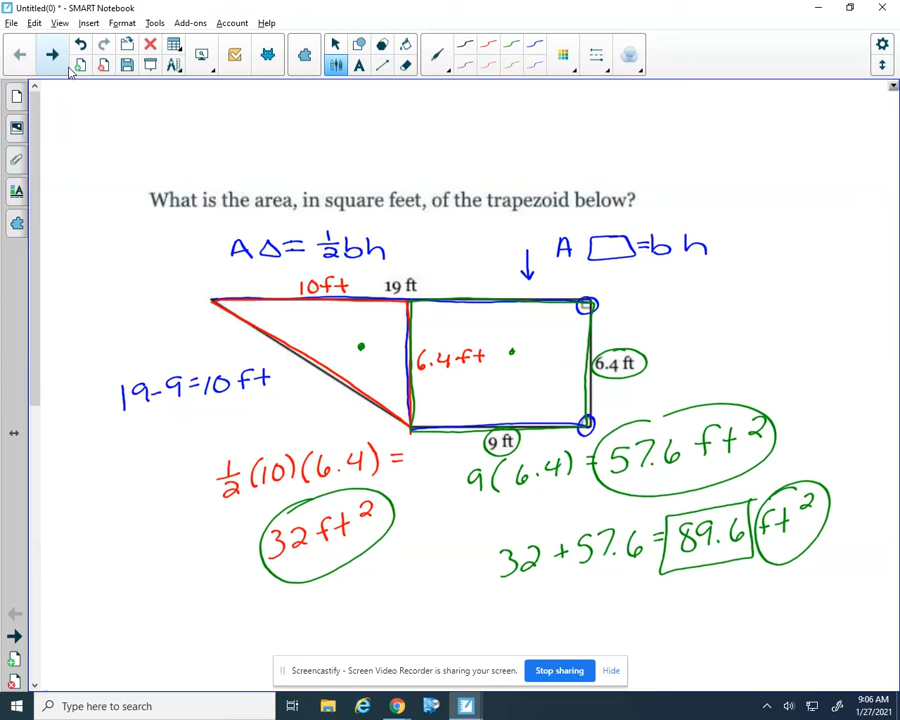 Untitled(0) * - SMART Notebook
File Edit View Insert Format Tools Add-ons Account Help
What is the area, in square feet, of the trapezoid below?
A Δ = 1/2 bh
A ▱ = b h
10ft
19 ft
6.4 ft
6.4 ft
19-9=10 ft
9 ft
1/2 (10)(6.4) =
9(6.4) = 57.6 ft²
32 ft²
32 + 57.6 = 89.6 ft²
Screencastify - Screen Video Recorder is sharing your screen.
Stop sharing
Hide
Type here to search
9:06 AM
1/27/2021